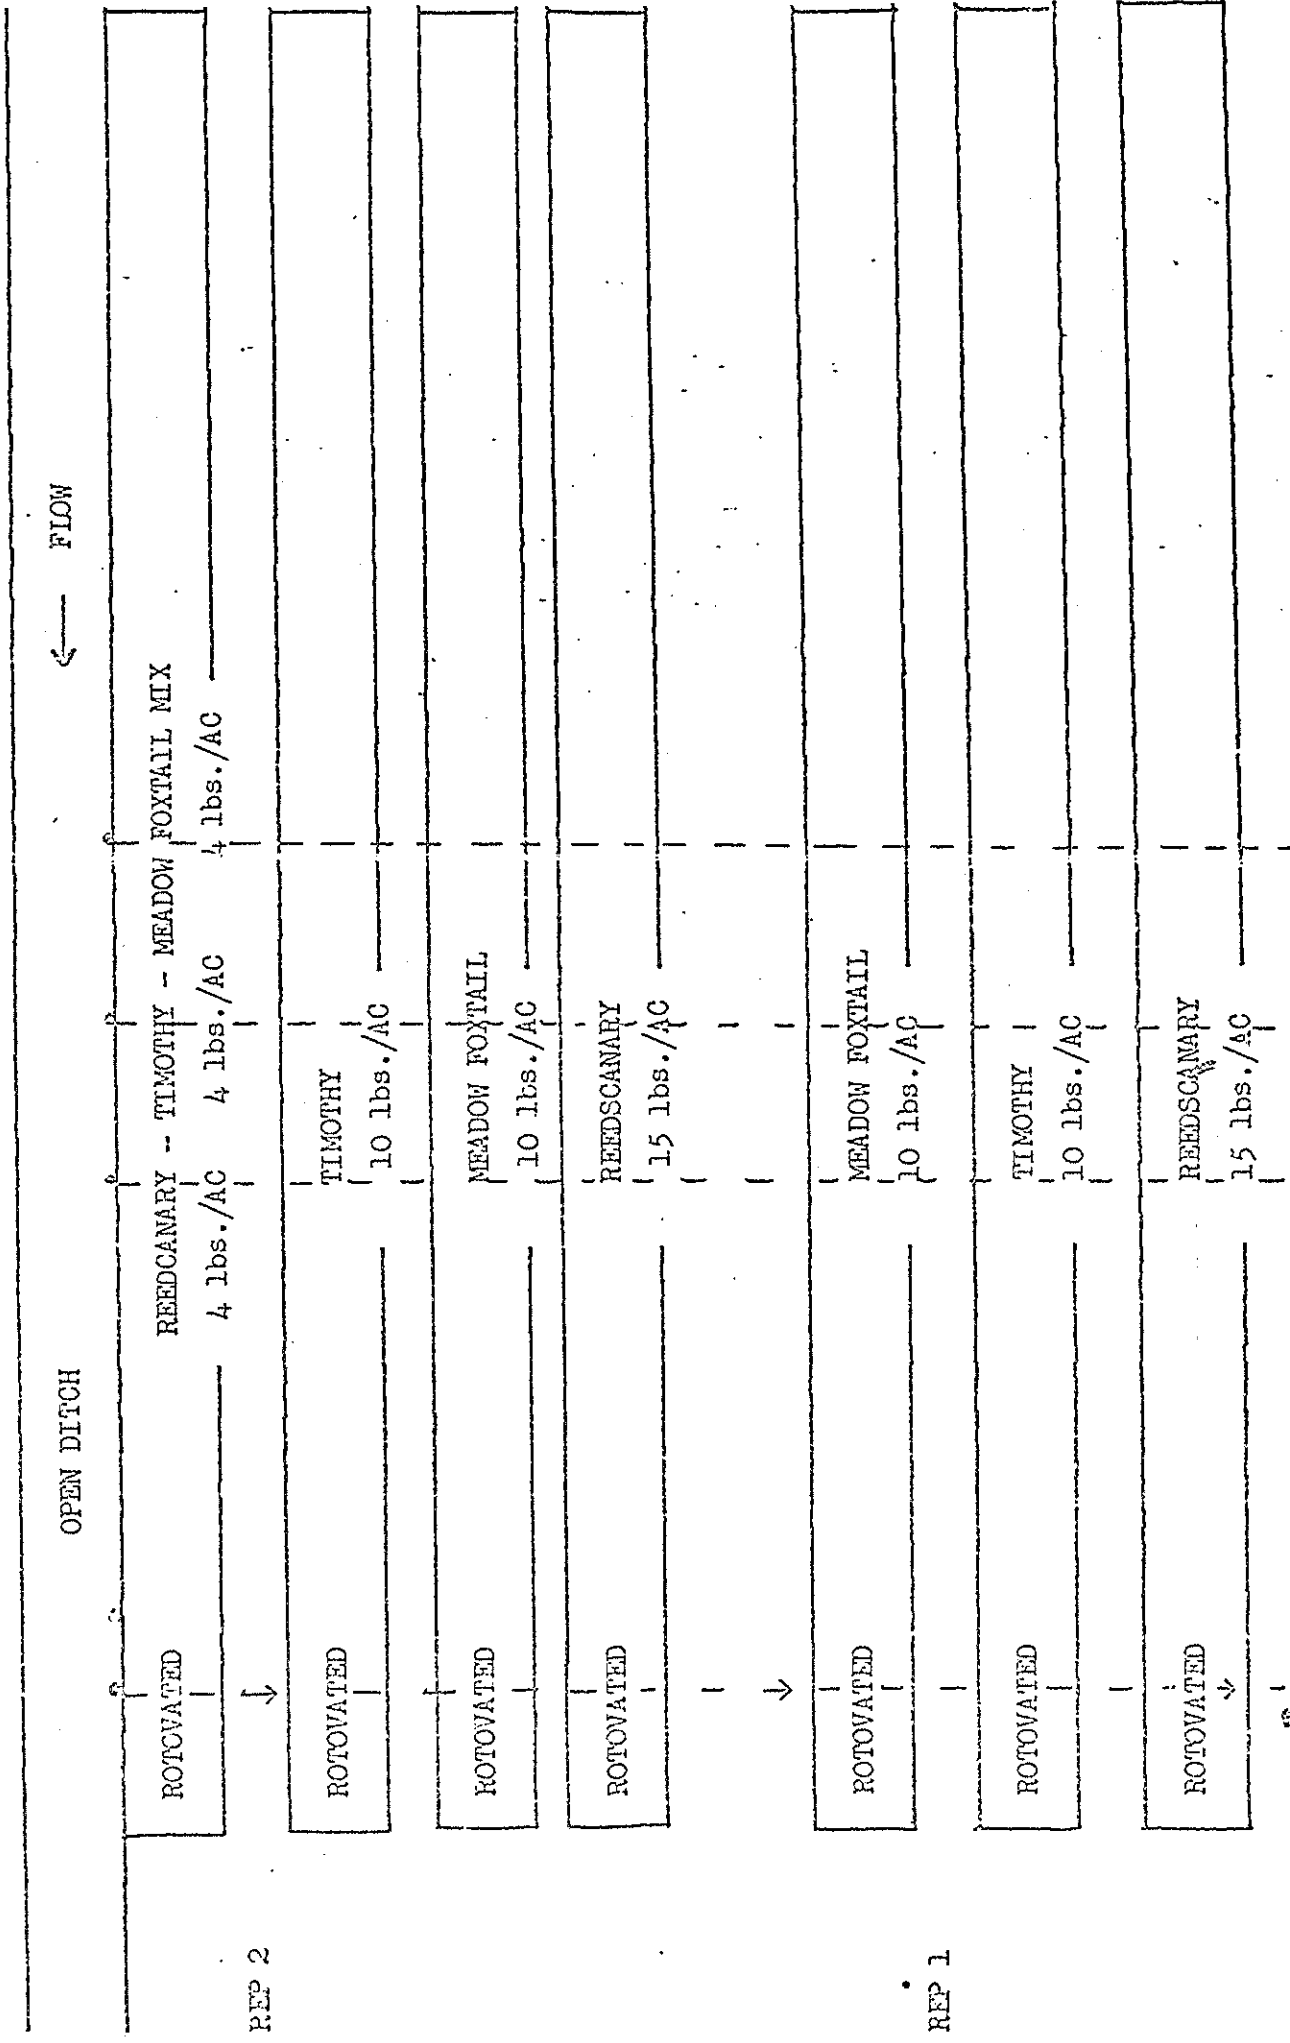 OPEN DITCH
← FLOW
ROTOVATED
REEDCANARY -- TIMOTHY - MEADOW FOXTAIL MIX
4 lbs./AC 4 lbs./AC 4 lbs./AC
REP 2
ROTOVATED
TIMOTHY
10 lbs./AC
ROTOVATED
MEADOW FOXTAIL
10 lbs./AC
ROTOVATED
REEDSCANARY
15 lbs./AC
ROTOVATED
MEADOW FOXTAIL
10 lbs./AC
REP 1
ROTOVATED
TIMOTHY
10 lbs./AC
ROTOVATED
REEDSCANARY
15 lbs./AC